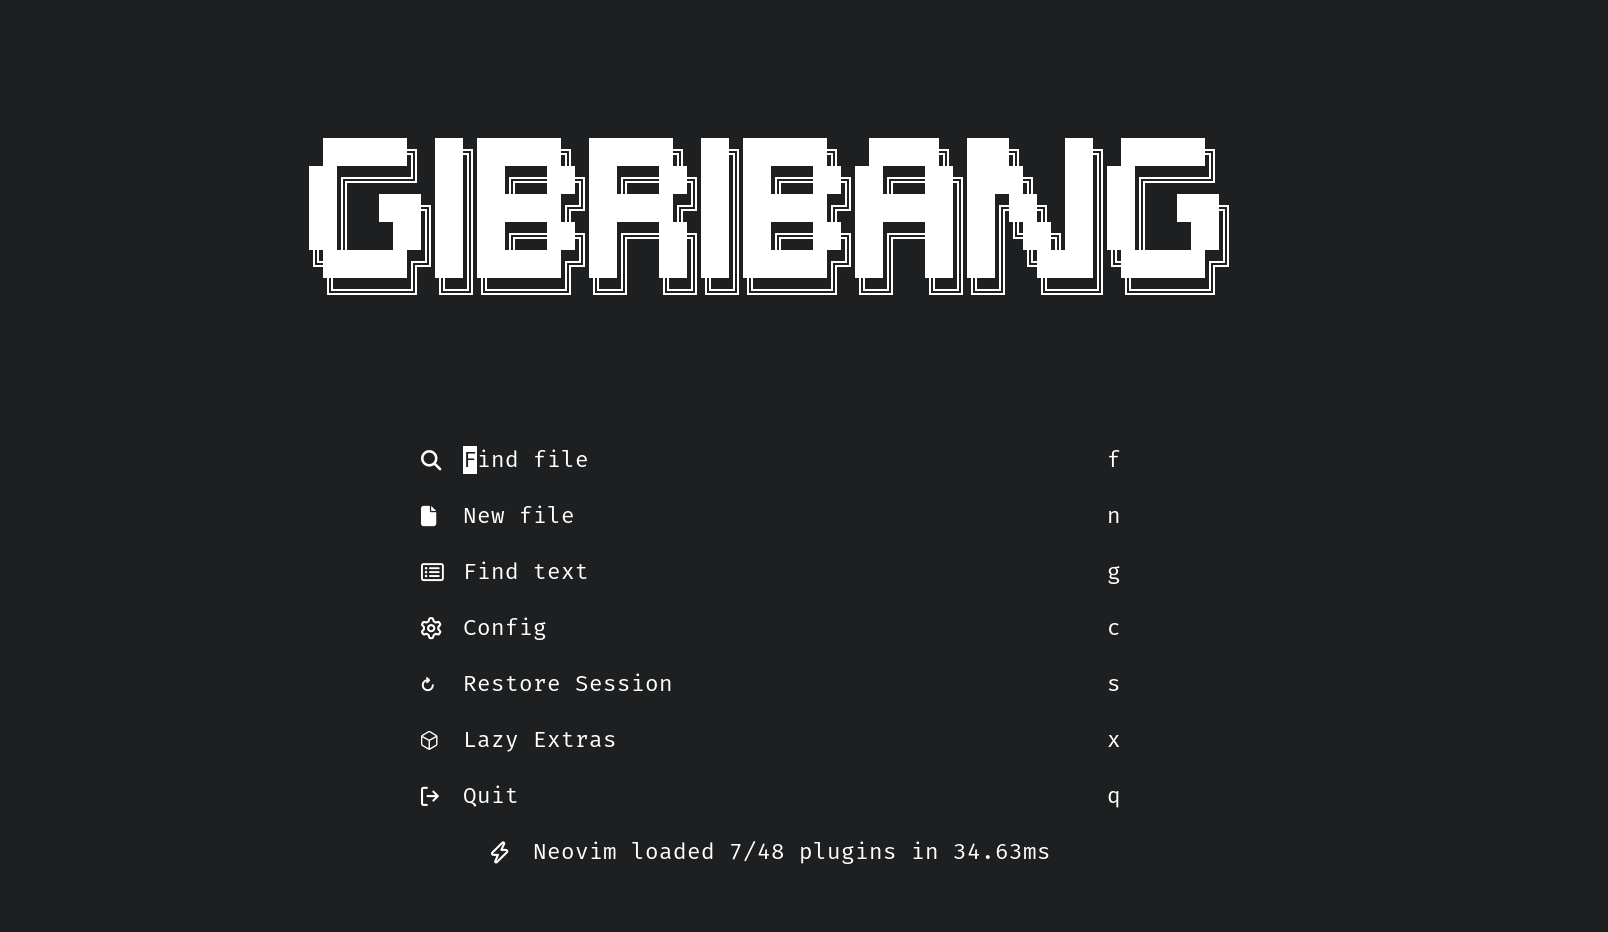 GIBRIBANG
Find file f
New file n
Find text g
Config c
Restore Session s
Lazy Extras x
Quit q
Neovim loaded 7/48 plugins in 34.63ms